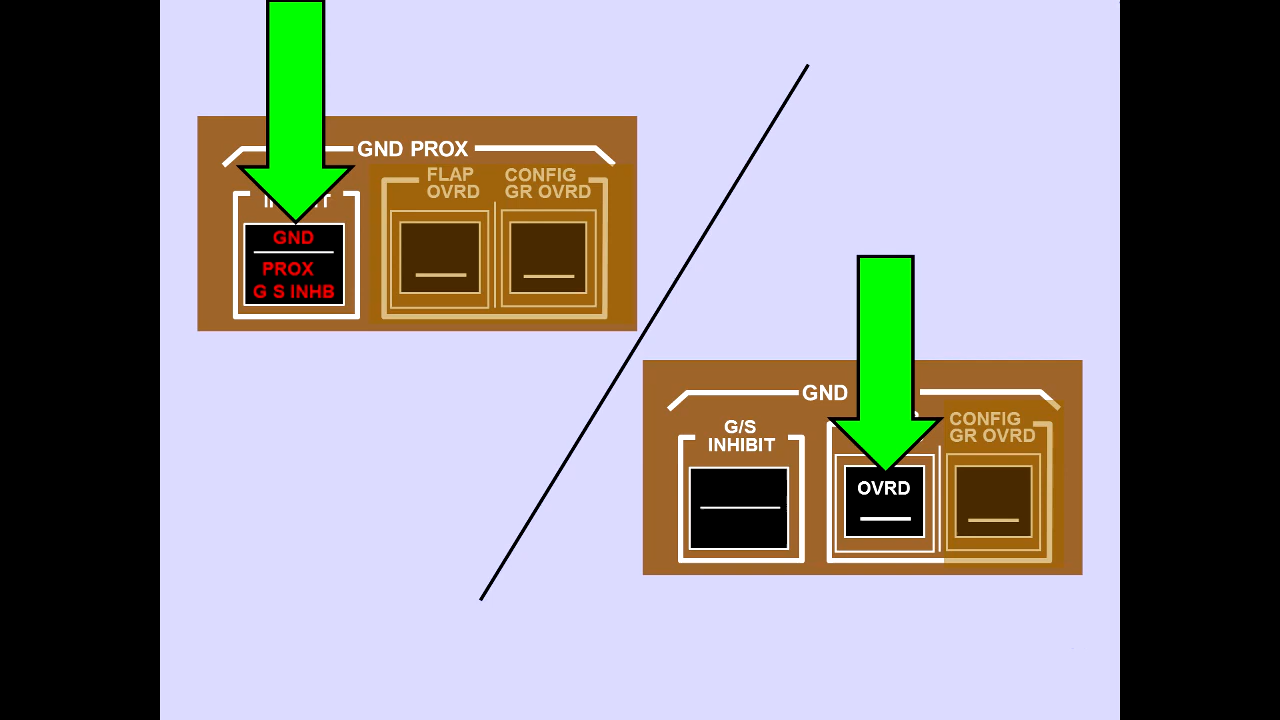 GND PROX
FLAP
OVRD
CONFIG
GR OVRD
GND
PROX
G S INHB
GND
G/S
INHIBIT
CONFIG
GR OVRD
OVRD